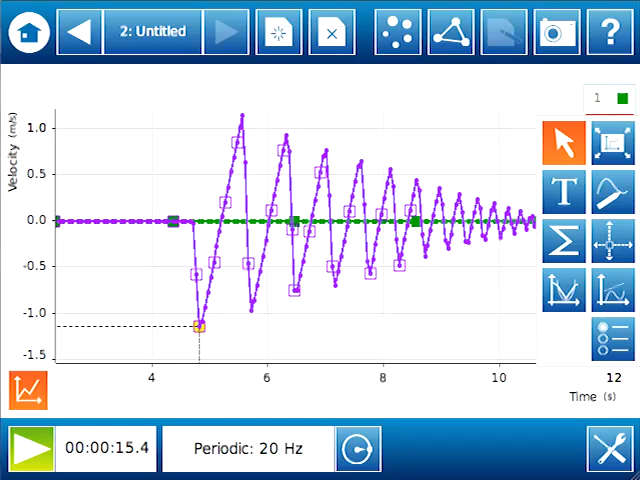 2: Untitled
?
1
Velocity (m/s)
1.0
0.5
0.0
-0.5
-1.0
-1.5
4 6 8 10 12
Time (s)
T
Σ
00:00:15.4
Periodic: 20 Hz